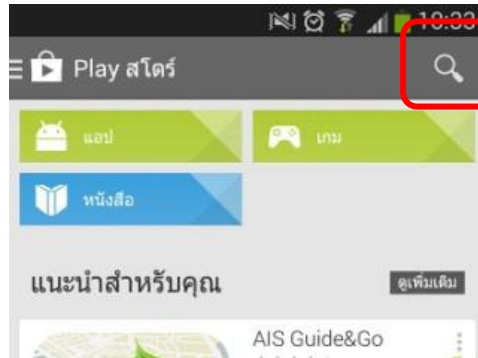 10:33
Play สโตร์
แอป
เกม
หนังสือ
แนะนำสำหรับคุณ
ดูเพิ่มเติม
AIS Guide&Go